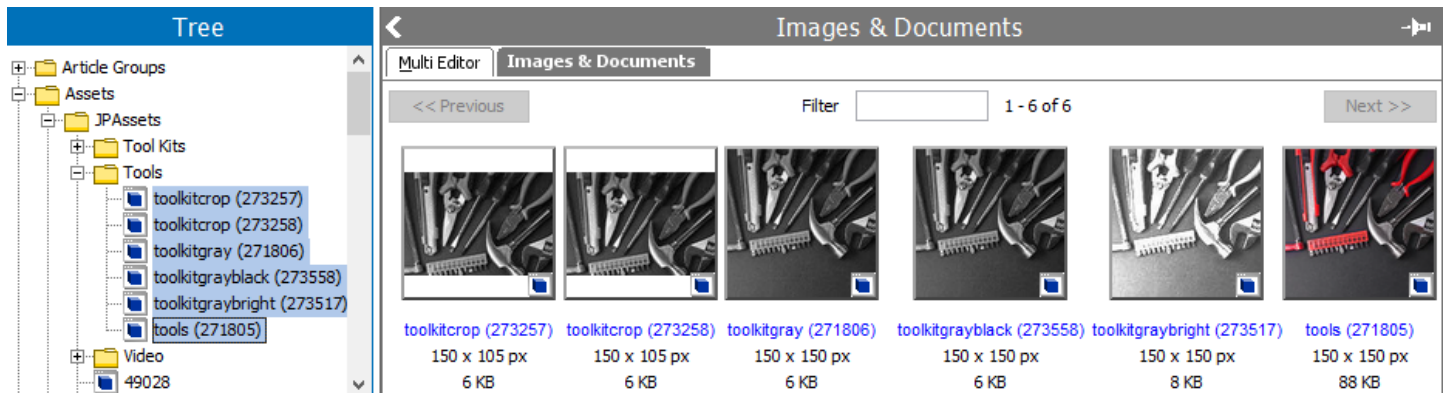 Tree
Article Groups
Assets
JPAssets
Tool Kits
Tools
toolkitcrop (273257)
toolkitcrop (273258)
toolkitgray (271806)
toolkitgrayblack (273558)
toolkitgraybright (273517)
tools (271805)
Video
49028
Images & Documents
Multi Editor Images & Documents
<< Previous Filter 1 - 6 of 6 Next >>
toolkitcrop (273257) toolkitcrop (273258) toolkitgray (271806) toolkitgrayblack (273558) toolkitgraybright (273517) tools (271805)
150 x 105 px 150 x 105 px 150 x 150 px 150 x 150 px 150 x 150 px 150 x 150 px
6 KB 6 KB 6 KB 6 KB 8 KB 88 KB